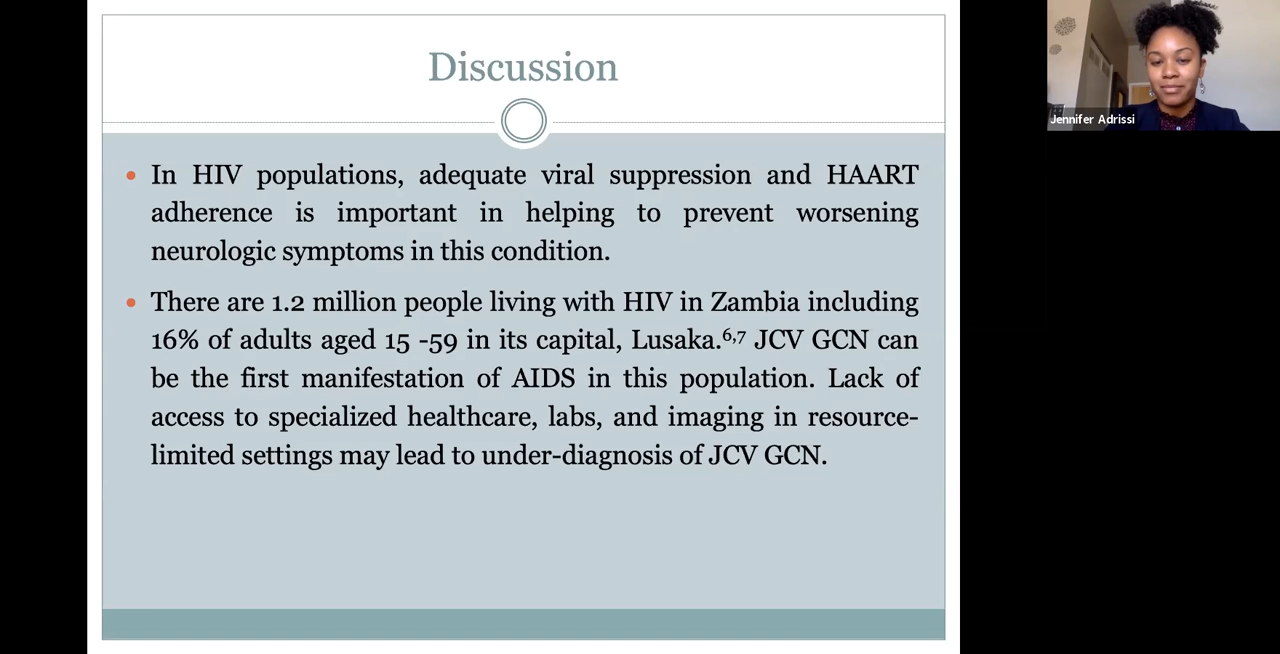 Discussion
In HIV populations, adequate viral suppression and HAART
adherence is important in helping to prevent worsening
neurologic symptoms in this condition.
There are 1.2 million people living with HIV in Zambia including
16% of adults aged 15 -59 in its capital, Lusaka.⁶,⁷ JCV GCN can
be the first manifestation of AIDS in this population. Lack of
access to specialized healthcare, labs, and imaging in resource-
limited settings may lead to under-diagnosis of JCV GCN.
Jennifer Adrissi